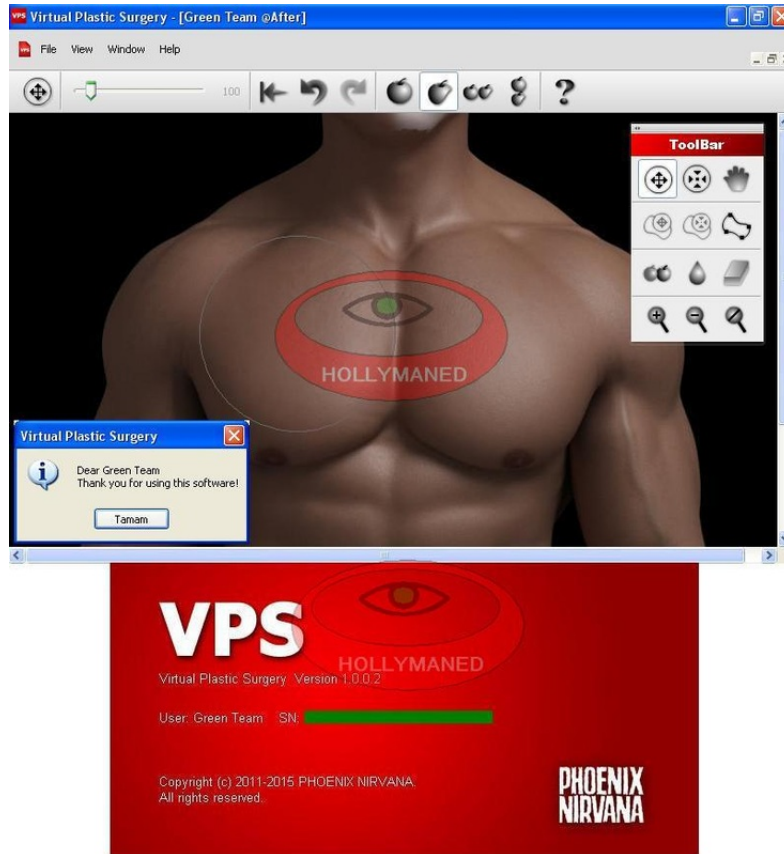 VPS Virtual Plastic Surgery - [Green Team @After]
VPS File View Window Help
100
?
ToolBar
HOLLYMANED
Virtual Plastic Surgery
Dear Green Team
Thank you for using this software!
Tamam
VPS
HOLLYMANED
Virtual Plastic Surgery Version 1.0.0.2
User: Green Team SN:
Copyright (c) 2011-2015 PHOENIX NIRVANA.
All rights reserved.
PHOENIX
NIRVANA